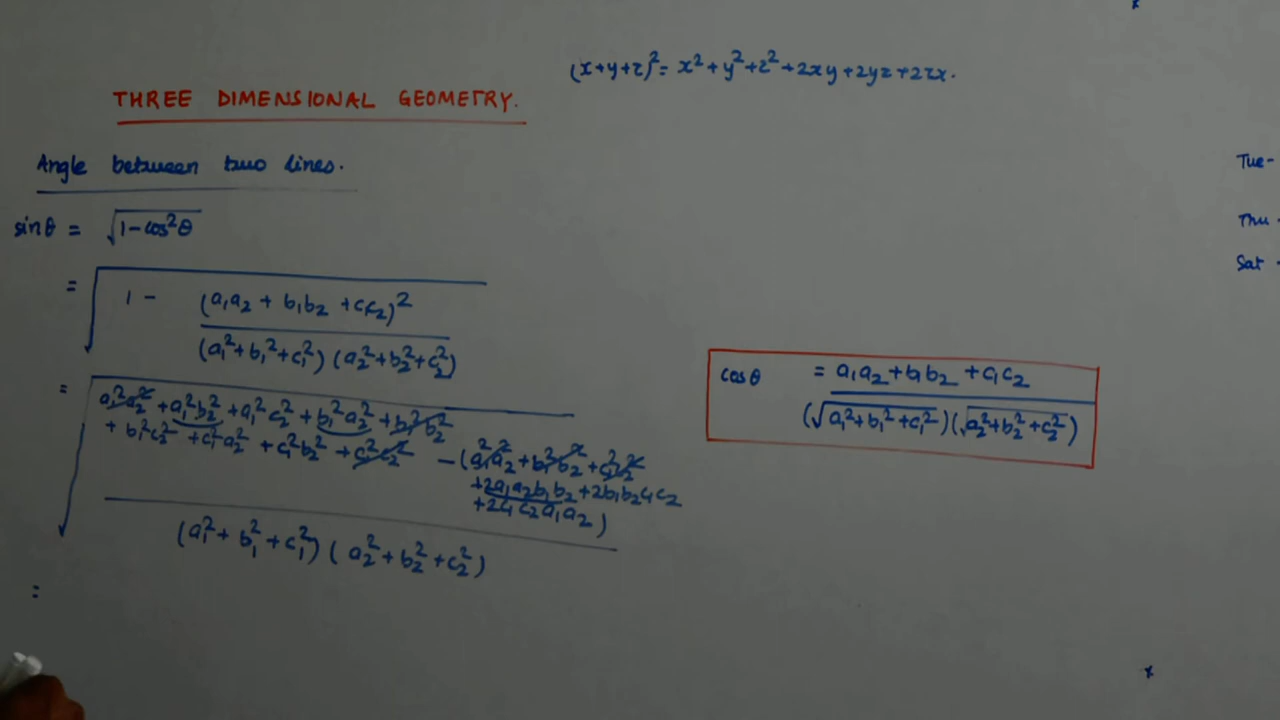 (x+y+z)² = x² + y² + z² + 2xy + 2yz + 2zx.
THREE DIMENSIONAL GEOMETRY.
Angle between two lines.
Tue-
sinθ = √(1-cos²θ)
Thu -
Sat -
= √(1 - (a₁a₂ + b₁b₂ + c₁c₂)²
(a₁²+b₁²+c₁²) (a₂²+b₂²+c₂²)
cosθ = a₁a₂ + b₁b₂ + c₁c₂
(√a₁²+b₁²+c₁²)(√a₂²+b₂²+c₂²)
= √ a₁²a₂² + a₁²b₂² + a₁²c₂² + b₁²a₂² + b₁²b₂²
+ b₁²c₂² + c₁²a₂² + c₁²b₂² + c₁²c₂² - (a₁²a₂² + b₁²b₂² + c₁²c₂²
+2a₁a₂b₁b₂ + 2b₁b₂c₁c₂
+2c₁c₂a₁a₂)
(a₁² + b₁² + c₁²) (a₂² + b₂² + c₂²)
=